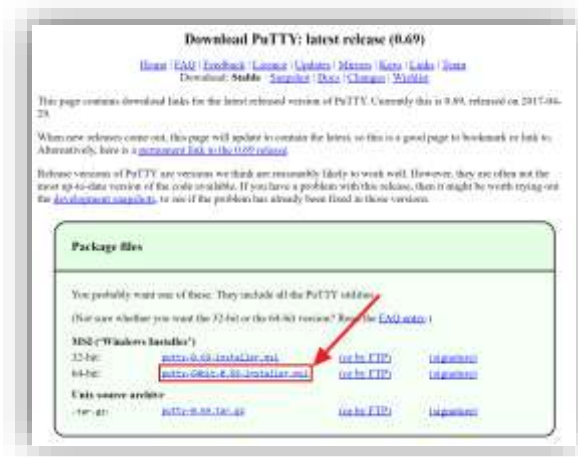 Download PuTTY: latest release (0.69)
Home | FAQ | Feedback | Licence | Updates | Mirrors | Keys | Links | Team
Download: Stable · Snapshot | Docs | Changes | Wishlist
This page contains download links for the latest released version of PuTTY. Currently this is 0.69, released on 2017-04-
29.
When new releases come out, this page will update to contain the latest, so this is a good page to bookmark or link to.
Alternatively, here is a permanent link to the 0.69 release.
Release versions of PuTTY are versions we think are reasonably likely to work well. However, they are often not the
most up-to-date version of the code available. If you have a problem with this release, then it might be worth trying out
the development snapshots, to see if the problem has already been fixed in those versions.
Package files
You probably want one of these. They include all the PuTTY utilities.
(Not sure whether you want the 32-bit or the 64-bit version? Read the FAQ entry.)
MSI ('Windows Installer')
32-bit: putty-0.69-installer.msi (or by FTP) (signature)
64-bit: putty-64bit-0.69-installer.msi (or by FTP) (signature)
Unix source archive
.tar.gz: putty-0.69.tar.gz (or by FTP) (signature)